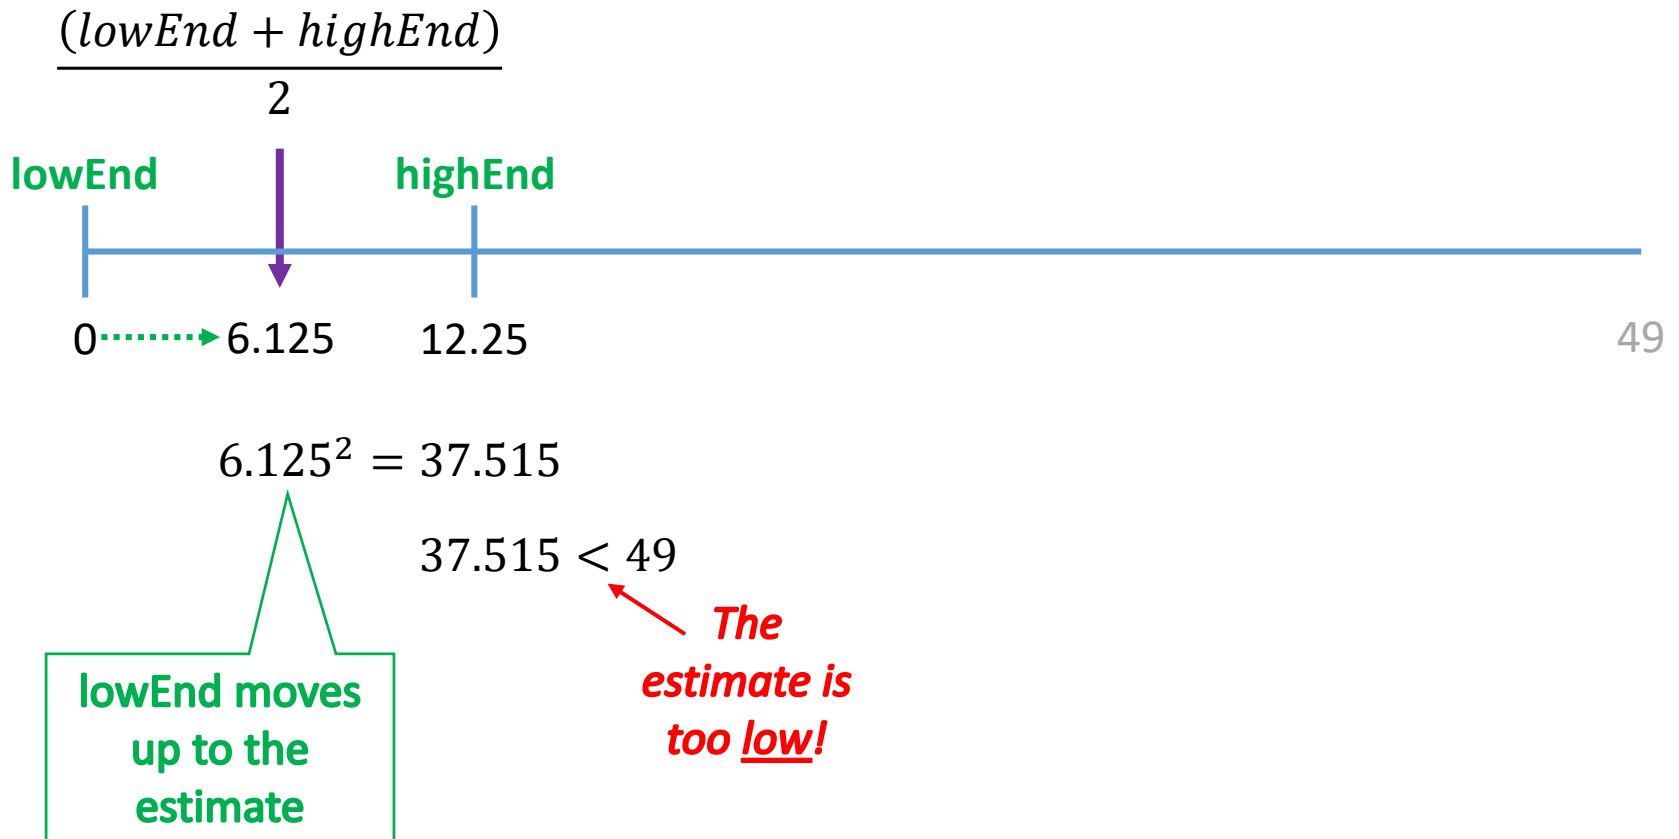 (lowEnd + highEnd)
2
lowEnd highEnd
0 6.125 12.25 49
6.125² = 37.515
37.515 < 49
The
estimate is
too low!
lowEnd moves
up to the
estimate